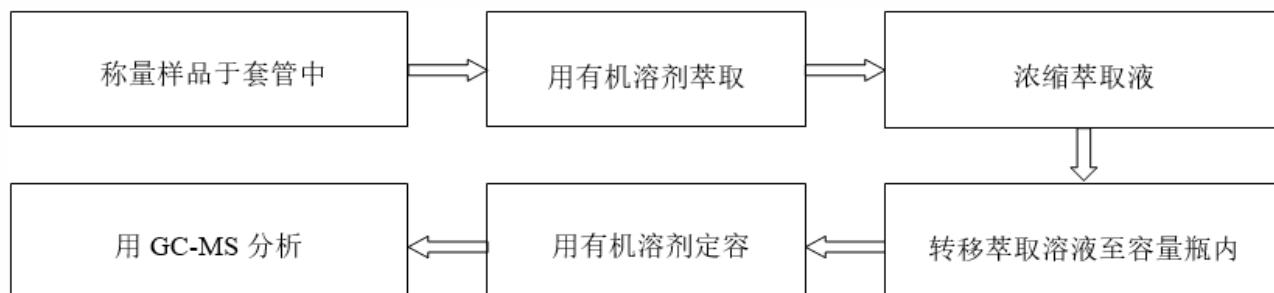 称量样品于套管中
用有机溶剂萃取
浓缩萃取液
转移萃取溶液至容量瓶内
用有机溶剂定容
用 GC-MS 分析